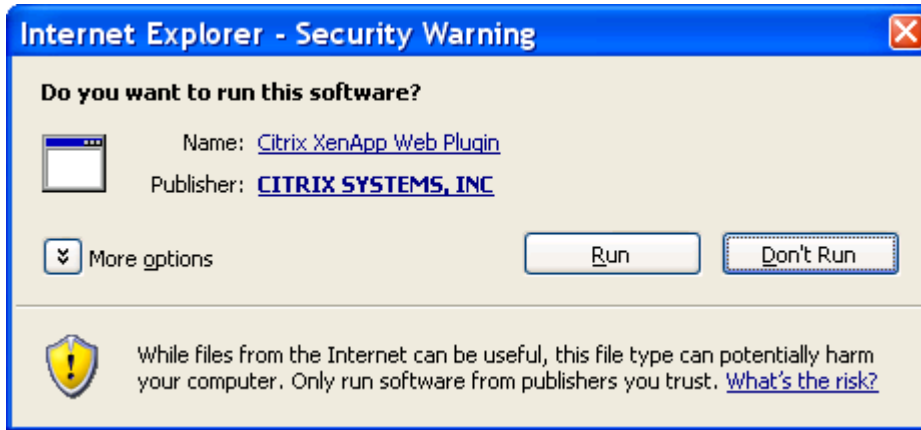 Internet Explorer - Security Warning
Do you want to run this software?
Name: Citrix XenApp Web Plugin
Publisher: CITRIX SYSTEMS, INC
More options
Run
Don't Run
While files from the Internet can be useful, this file type can potentially harm
your computer. Only run software from publishers you trust. What's the risk?